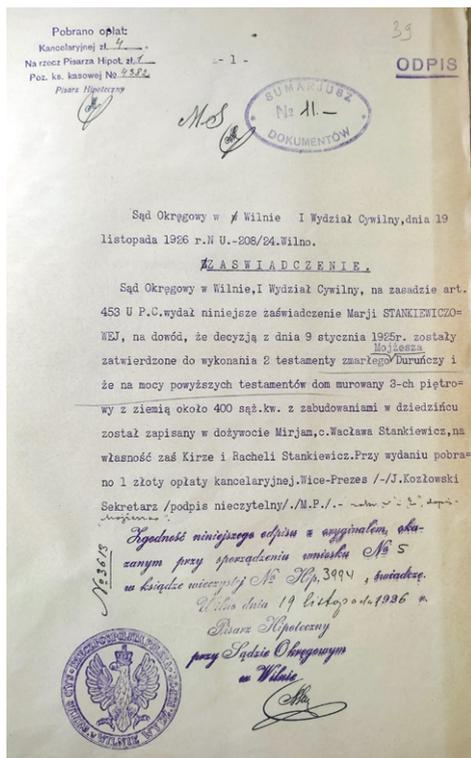 Pobrano opłat:
Kancelaryjnej zł. 4
Na rzecz Pisarza Hipot. zł. 1
Poz. ks. kasowej № 4382
Pisarz Hipoteczny
- 1 -
39
ODPIS
M.S.
SUMARJUSZ
№ 11.—
DOKUMENTÓW
Sąd Okręgowy w Wilnie I Wydział Cywilny,dnia 19
listopada 1926 r.N U.-208/24.Wilno.
ZAŚWIADCZENIE.
Sąd Okręgowy w Wilnie,I Wydział Cywilny, na zasadzie art.
453 U P.C.wydał niniejsze zaświadczenie Marji STANKIEWICZO=
WEJ, na dowód, że decyzją z dnia 9 stycznia 1925r. zostały
Mojżesza
zatwierdzone do wykonania 2 testamenty zmarłego Duruńczy i
że na mocy powyższych testamentów dom murowany 3-ch piętro=
wy z ziemią około 400 sąż.kw. z zabudowaniami w dziedzińcu
został zapisany w dożywocie Mirjam,c.Wacława Stankiewicz,na
własność zaś Kirze i Racheli Stankiewicz.Przy wydaniu pobra=
no 1 złoty opłaty kancelaryjnej.Wice-Prezes /-/J.Kozłowski
Sekretarz /podpis nieczytelny/./M.P./.-
Zgodność niniejszego odpisu z oryginałem, oka-
zanym przy sporządzeniu wniosku № 5
w księdze wieczystej № Hip. 3994, świadczę.
№ 3613
Wilno dnia 19 listopada 1936 r.
Pisarz Hipoteczny
przy Sądzie Okręgowym
w Wilnie